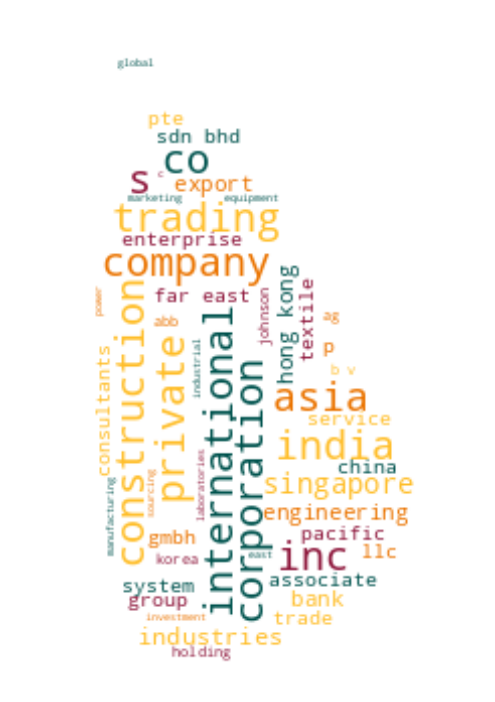 global
pte
sdn bhd
co
s
c
export
marketing
equipment
trading
enterprise
company
far east
power
abb
construction
private
industrial
international
corporation
johnson
hong kong
textile
ag
p
b v
asia
service
india
china
consultants
singapore
manufacturing
sourcing
laboratories
engineering
gmbh
pacific
korea
east
inc
llc
system
associate
group
bank
investment
trade
industries
holding